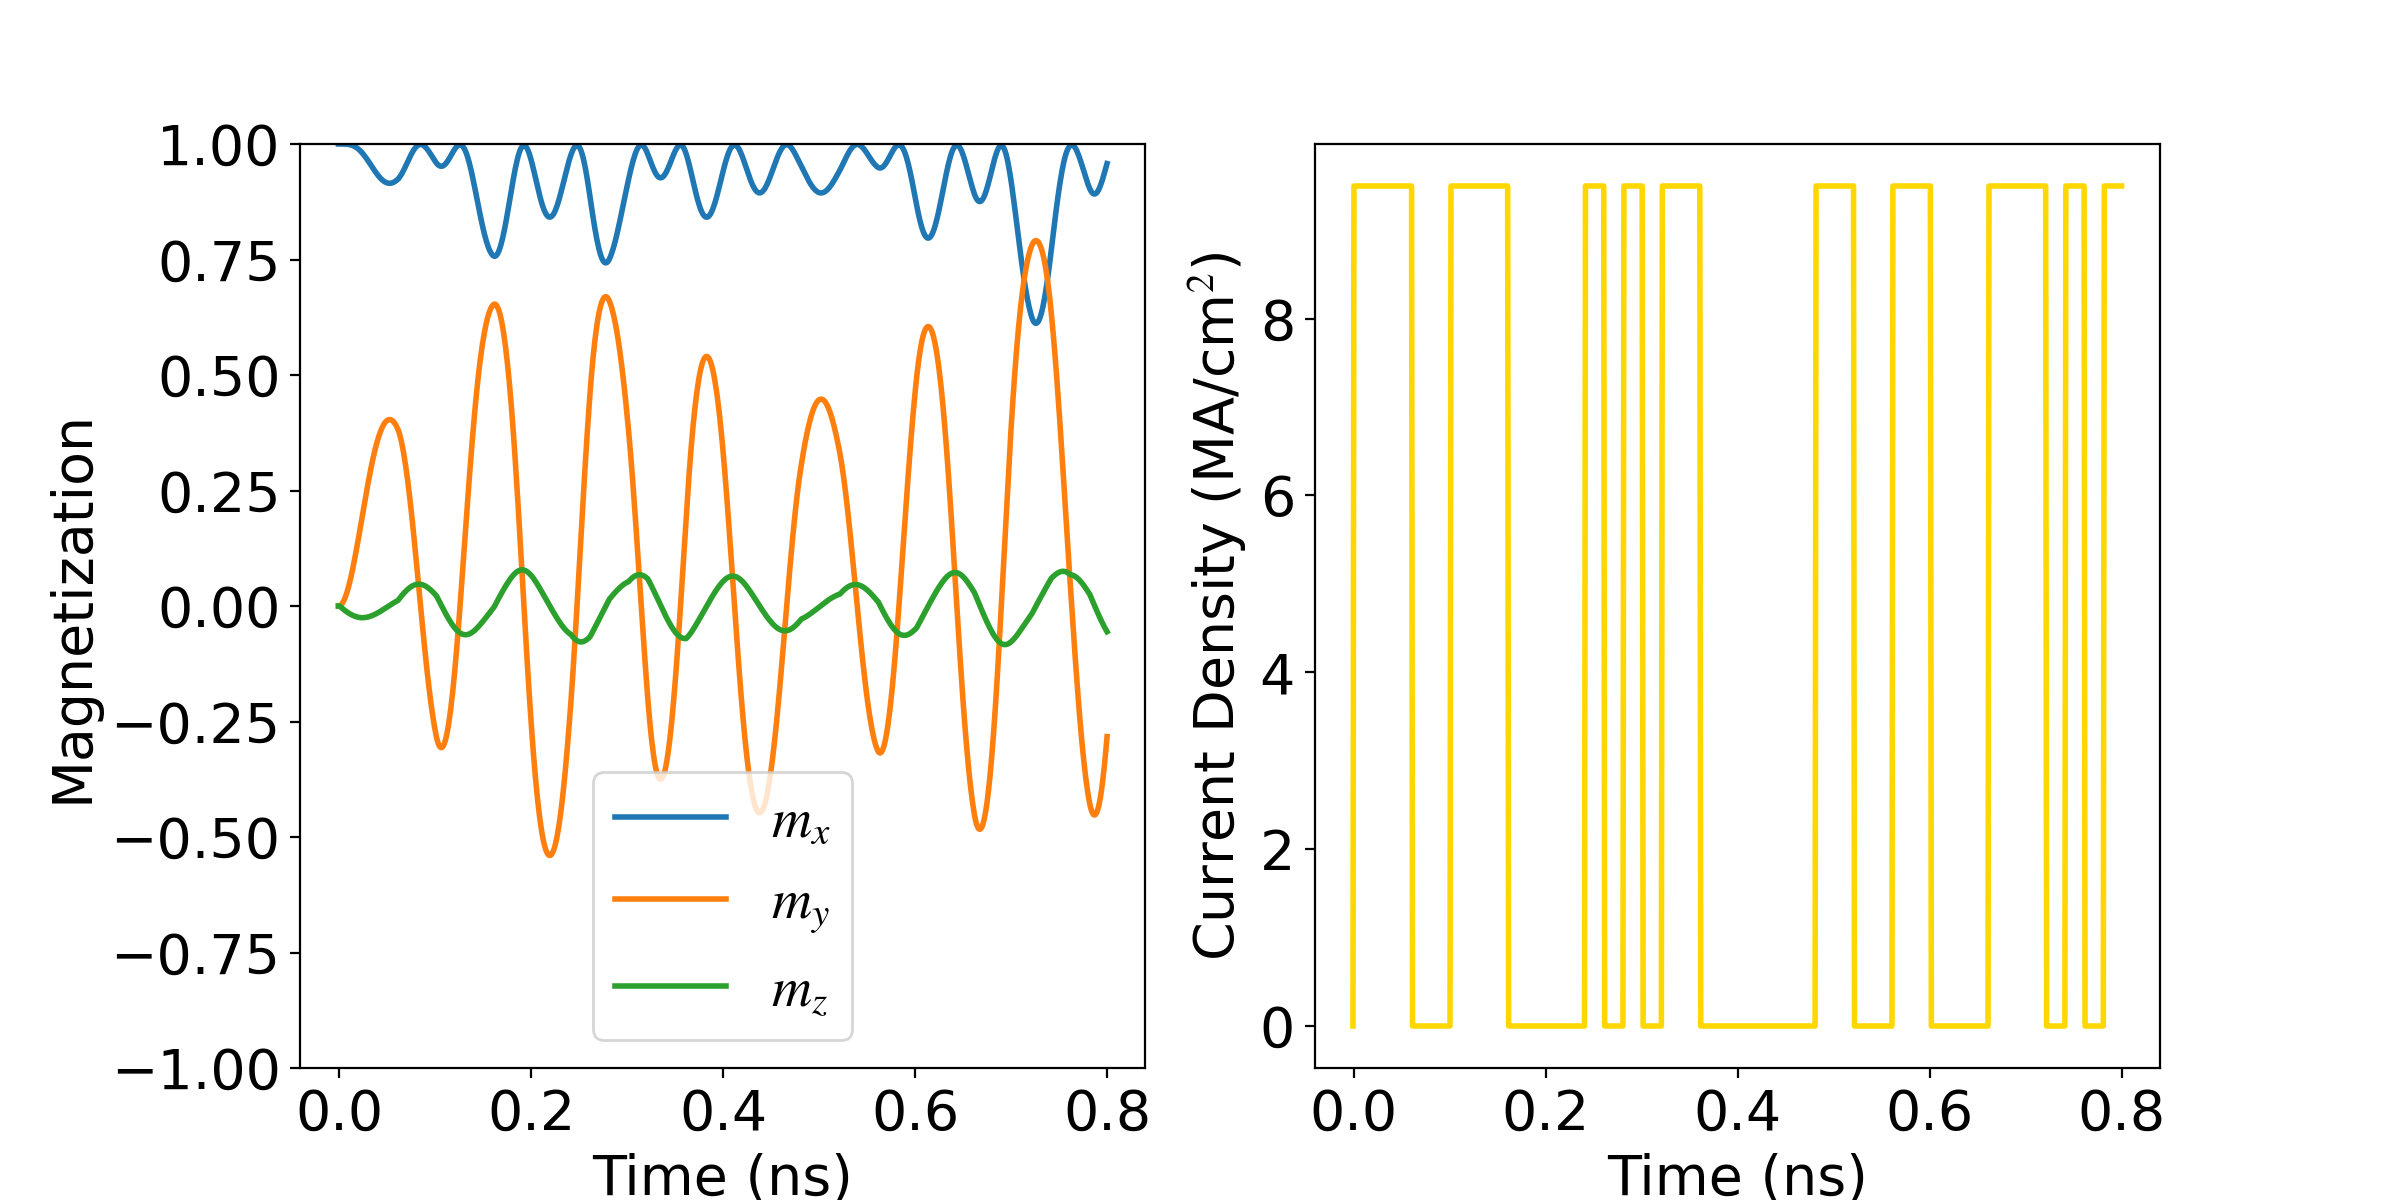 Magnetization
1.00
0.75
0.50
0.25
0.00
−0.25
−0.50
−0.75
−1.00
0.0 0.2 0.4 0.6 0.8
Time (ns)
m_x
m_y
m_z
Current Density (MA/cm²)
8
6
4
2
0
0.0 0.2 0.4 0.6 0.8
Time (ns)